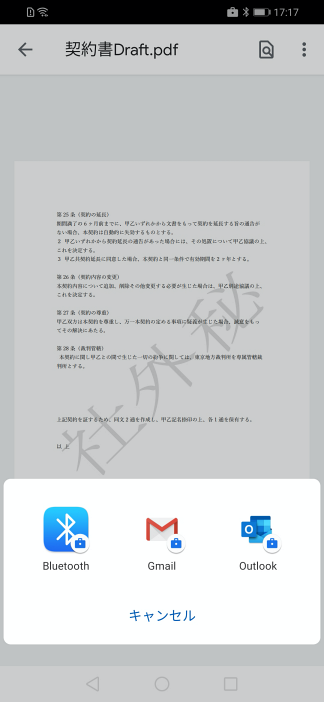 17:17
契約書Draft.pdf
第 25 条（契約の延長）
期間満了の 6 ヶ月前までに、甲乙いずれかから文書をもって契約を延長する旨の通告が
ない場合、本契約は自動的に失効するものとする。
2 甲乙いずれかから契約延長の通告があった場合には、その処置について甲乙協議の上、
これを決定する。
3 甲乙共契約延長に同意した場合、本契約と同一条件で有効期間を 2 ヶ年とする。
第 26 条（契約内容の変更）
本契約内容について追加、削除その他変更する必要が生じた場合は、甲乙別途協議の上、
これを決定する。
第 27 条（契約の尊重）
甲乙双方は本契約を尊重し、万一本契約の定める事項に疑義が生じた場合、誠意をもっ
てその解決にあたる。
第 28 条（裁判管轄）
本契約に関し甲乙との間で生じた一切の紛争に関しては、東京地方裁判所を専属管轄裁
判所とする。
上記契約を証するため、同文 2 通を作成し、甲乙記名捺印の上、各 1 通を保有する。
以 上
社外秘
Bluetooth
Gmail
Outlook
キャンセル